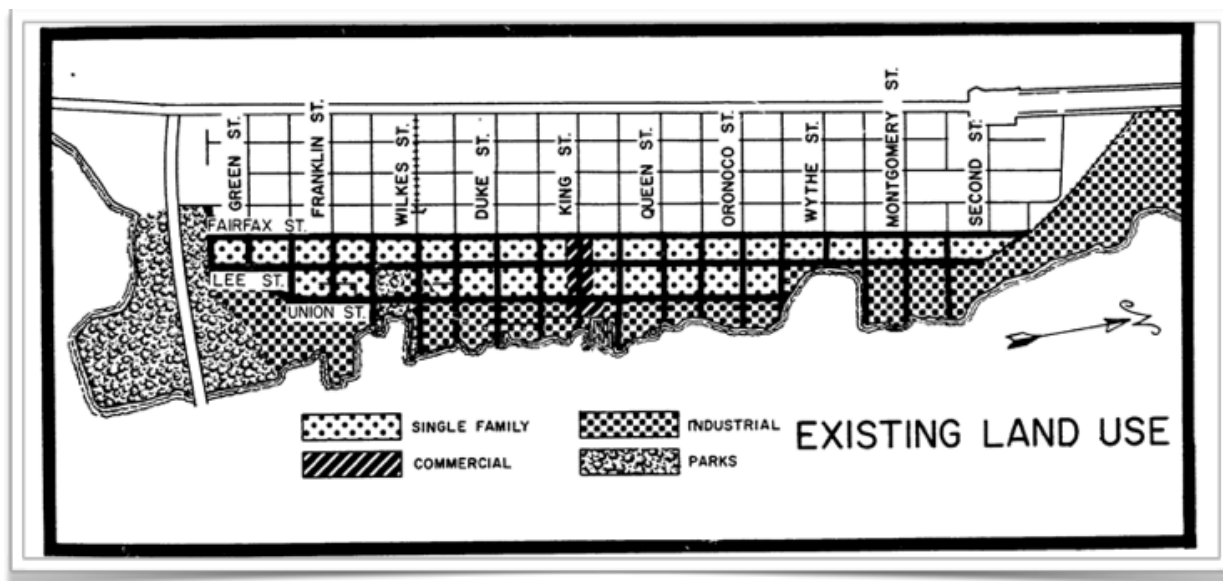 GREEN ST.
FRANKLIN ST.
WILKES ST.
DUKE ST.
KING ST.
QUEEN ST.
ORONOCO ST.
WYTHE ST.
MONTGOMERY ST.
SECOND ST.
FAIRFAX ST.
LEE ST.
UNION ST.
N
SINGLE FAMILY
INDUSTRIAL
COMMERCIAL
PARKS
EXISTING LAND USE